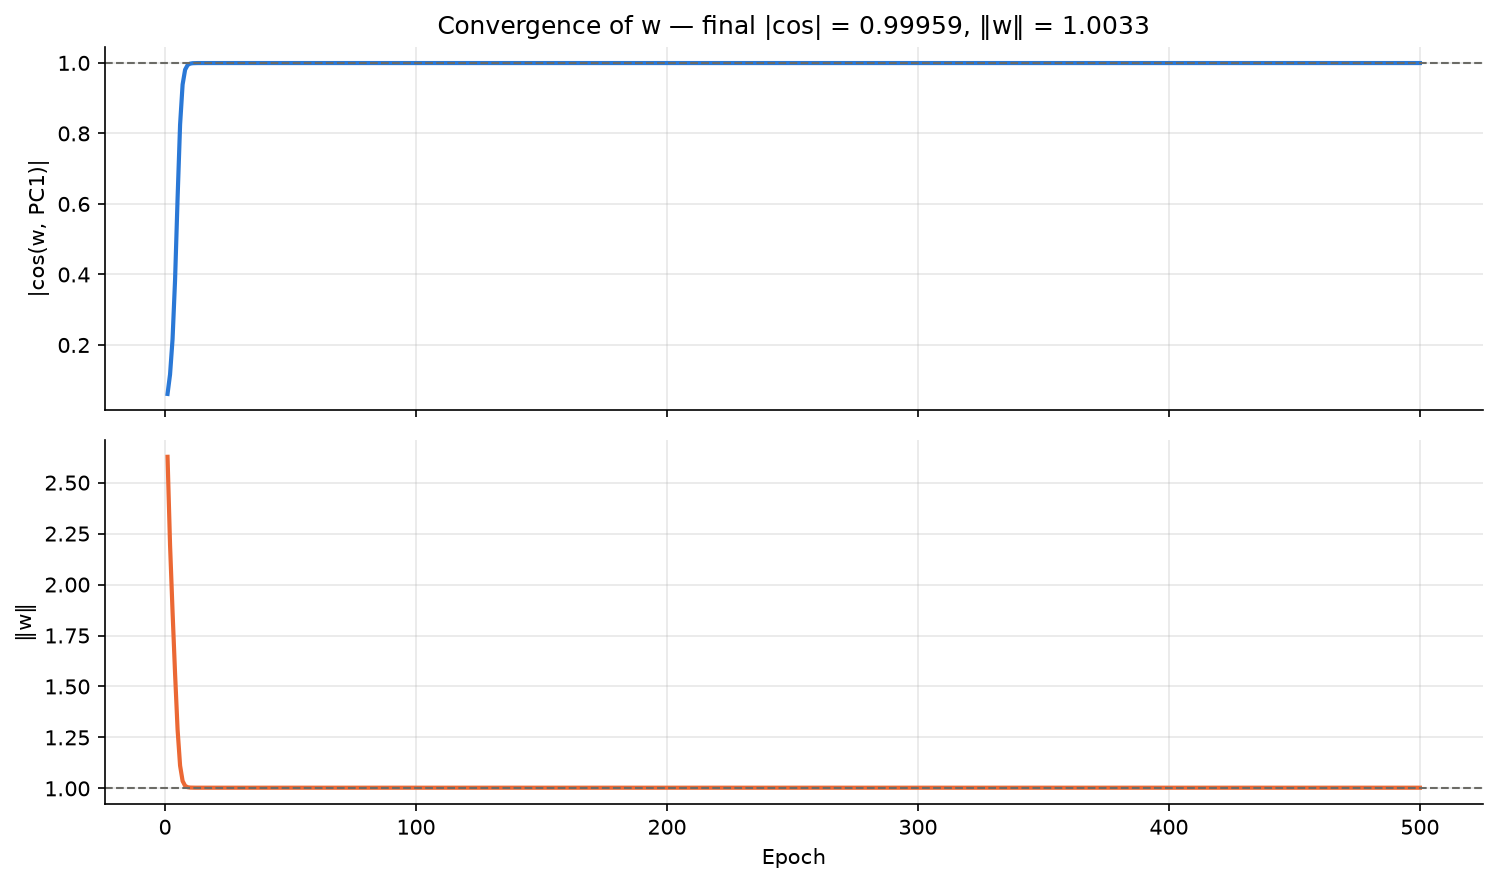 Convergence of w — final |cos| = 0.99959, ‖w‖ = 1.0033
|cos(w, PC1)|
1.0
0.8
0.6
0.4
0.2
‖w‖
2.50
2.25
2.00
1.75
1.50
1.25
1.00
0 100 200 300 400 500
Epoch